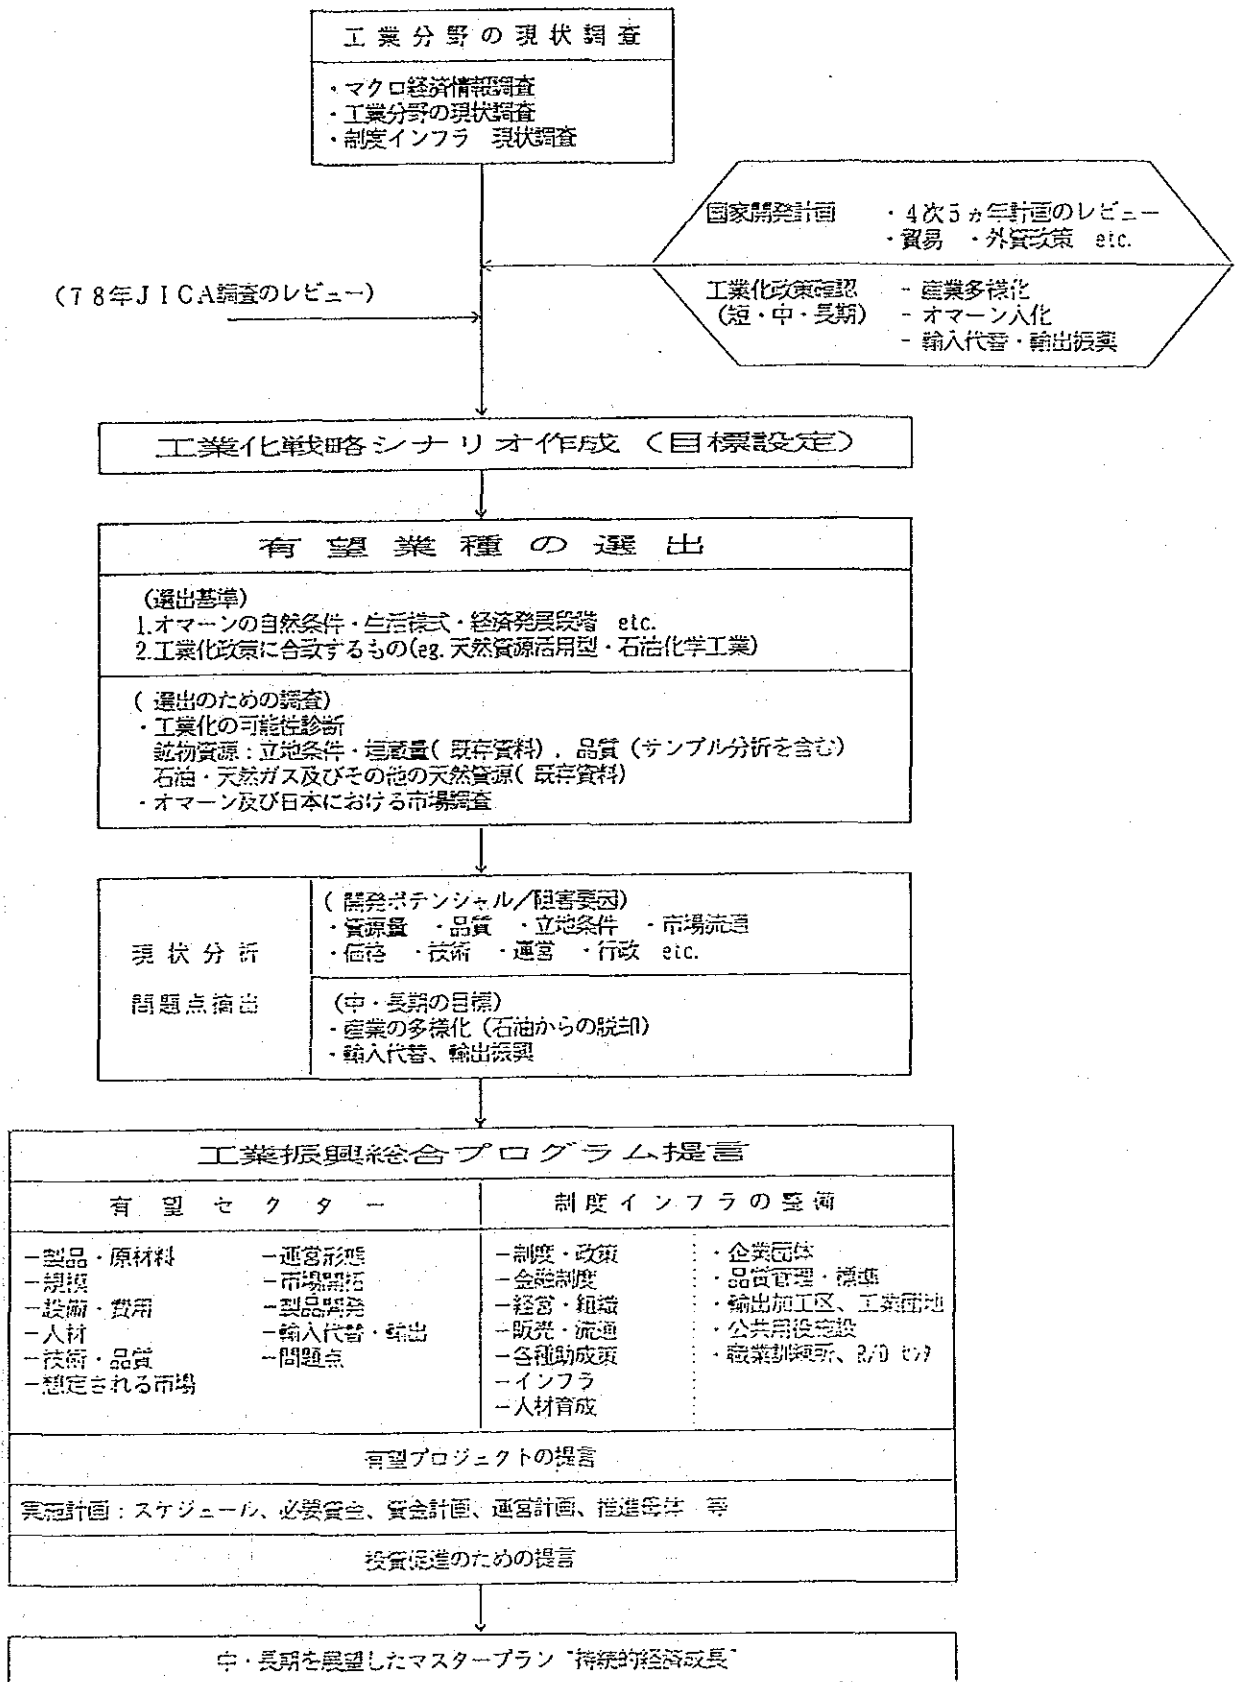 工業分野の現状調査
・マクロ経済情報調査
・工業分野の現状調査
・制度インフラ 現状調査
国家開発計画 ・4次5ヵ年計画のレビュー
・貿易 ・外資政策 etc.
(78年JICA調査のレビュー)
工業化政策確認 - 産業多様化
(短・中・長期) - オマーン人化
- 輸入代替・輸出振興
工業化戦略シナリオ作成(目標設定)
有望業種の選出
(選出基準)
1.オマーンの自然条件・生活様式・経済発展段階 etc.
2.工業化政策に合致するもの(eg.天然資源活用型・石油化学工業)
( 選出のための調査)
・工業化の可能性診断
鉱物資源:立地条件・埋蔵量( 既存資料) . 品質 (サンプル分析を含む)
石油・天然ガス及びその他の天然資源( 既存資料)
・オマーン及び日本における市場調査
現状分析
問題点摘出
( 開発ポテンシャル/阻害要因)
・資源量 ・品質 ・立地条件 ・市場流通
・価格 ・技術 ・運営 ・行政 etc.
(中・長期の目標)
・産業の多様化 (石油からの脱却)
・輸入代替、輸出振興
工業振興総合プログラム提言
有望セクター
－製品・原材料
－規模
－設備・費用
－人材
－技術・品質
－想定される市場
－運営形態
－市場開拓
－製品開発
－輸入代替・輸出
－問題点
制度インフラの整備
－制度・政策
－金融制度
－経営・組織
－販売・流通
－各種助成策
－インフラ
－人材育成
・企業団体
・品質管理・標準
・輸出加工区、工業団地
・公共用役施設
・職業訓練所、R/D ｾﾝﾀ
有望プロジェクトの提言
実施計画:スケジュール、必要資金、資金計画、運営計画、推進母体 等
投資促進のための提言
中・長期を展望したマスタープラン "持続的経済成長"